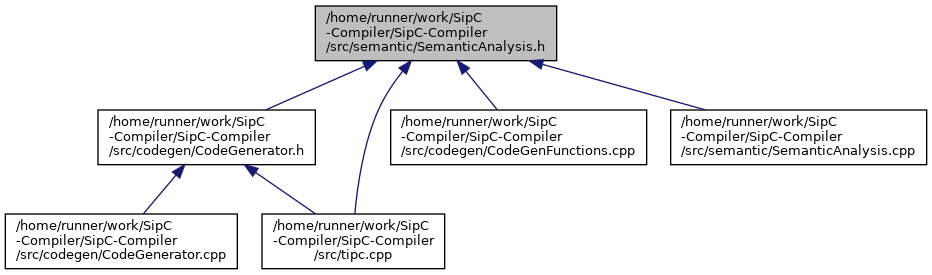 /home/runner/work/SipC
-Compiler/SipC-Compiler
/src/semantic/SemanticAnalysis.h
/home/runner/work/SipC
-Compiler/SipC-Compiler
/src/codegen/CodeGenerator.h
/home/runner/work/SipC
-Compiler/SipC-Compiler
/src/codegen/CodeGenFunctions.cpp
/home/runner/work/SipC
-Compiler/SipC-Compiler
/src/semantic/SemanticAnalysis.cpp
/home/runner/work/SipC
-Compiler/SipC-Compiler
/src/codegen/CodeGenerator.cpp
/home/runner/work/SipC
-Compiler/SipC-Compiler
/src/tipc.cpp